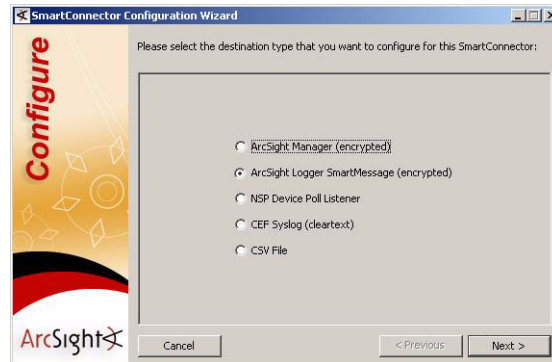 SmartConnector Configuration Wizard
Configure
Please select the destination type that you want to configure for this SmartConnector:
ArcSight Manager (encrypted)
ArcSight Logger SmartMessage (encrypted)
NSP Device Poll Listener
CEF Syslog (cleartext)
CSV File
ArcSight
Cancel
< Previous
Next >